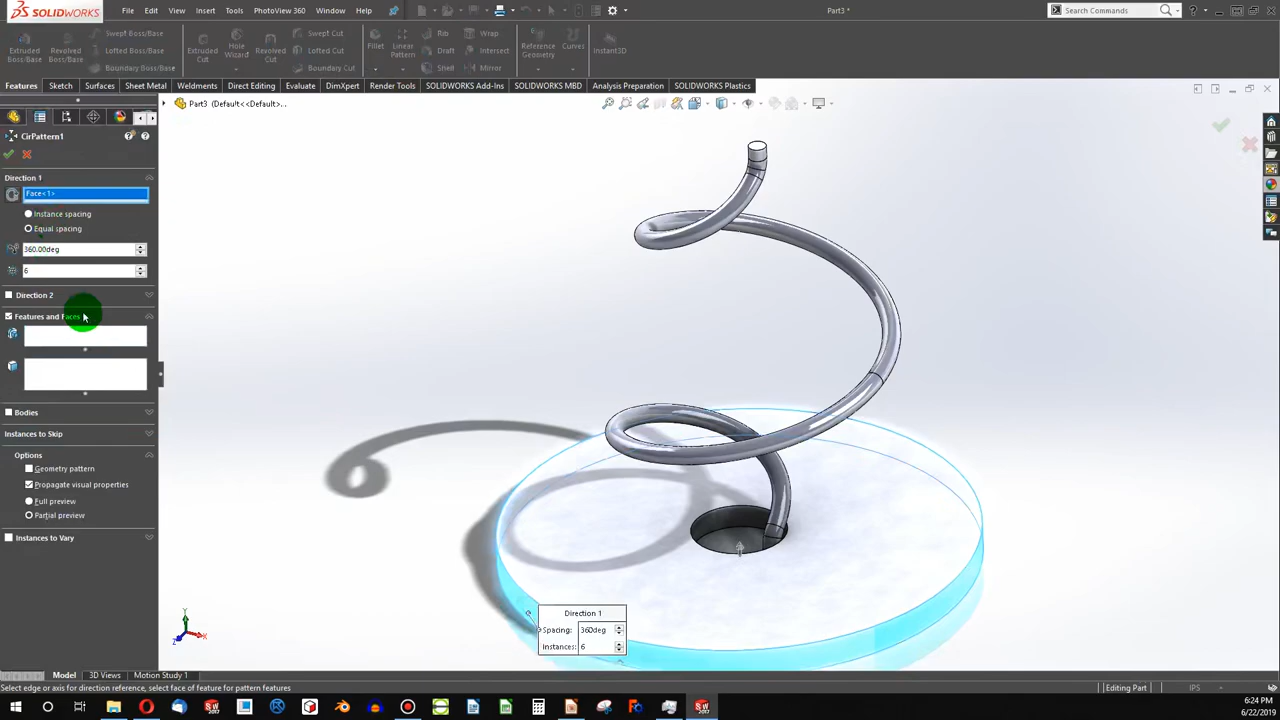 SOLIDWORKS
File Edit View Insert Tools PhotoView 360 Window Help
Part3 *
Search Commands
Extruded Boss/Base
Revolved Boss/Base
Swept Boss/Base
Lofted Boss/Base
Boundary Boss/Base
Extruded Cut
Hole Wizard
Revolved Cut
Swept Cut
Lofted Cut
Boundary Cut
Fillet
Linear Pattern
Rib
Draft
Shell
Wrap
Intersect
Mirror
Reference Geometry
Curves
Instant3D
Features Sketch Surfaces Sheet Metal Weldments Direct Editing Evaluate DimXpert Render Tools SOLIDWORKS Add-Ins SOLIDWORKS MBD Analysis Preparation SOLIDWORKS Plastics
Part3 (Default<<Default>..
CirPattern1
Direction 1
Face<1>
Instance spacing
Equal spacing
360.00deg
6
Direction 2
Features and Faces
Bodies
Instances to Skip
Options
Geometry pattern
Propagate visual properties
Full preview
Partial preview
Instances to Vary
Direction 1
Spacing: 360deg
Instances: 6
Y
X
Z
Model 3D Views Motion Study 1
Select edge or axis for direction reference, select face of feature for pattern features
Editing Part
IPS
6:24 PM
6/22/2019